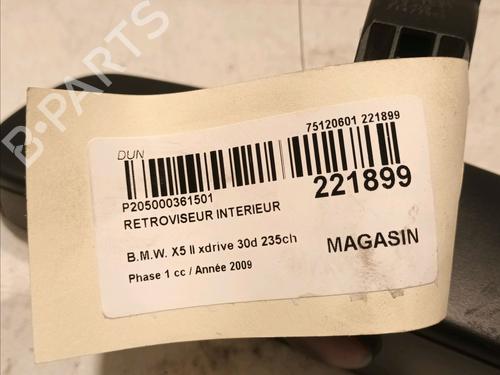 B-PARTS
75120601 221899
DUN
P205000361501
221899
RETROVISEUR INTERIEUR
B.M.W. X5 II xdrive 30d 235ch
MAGASIN
Phase 1 cc / Année 2009